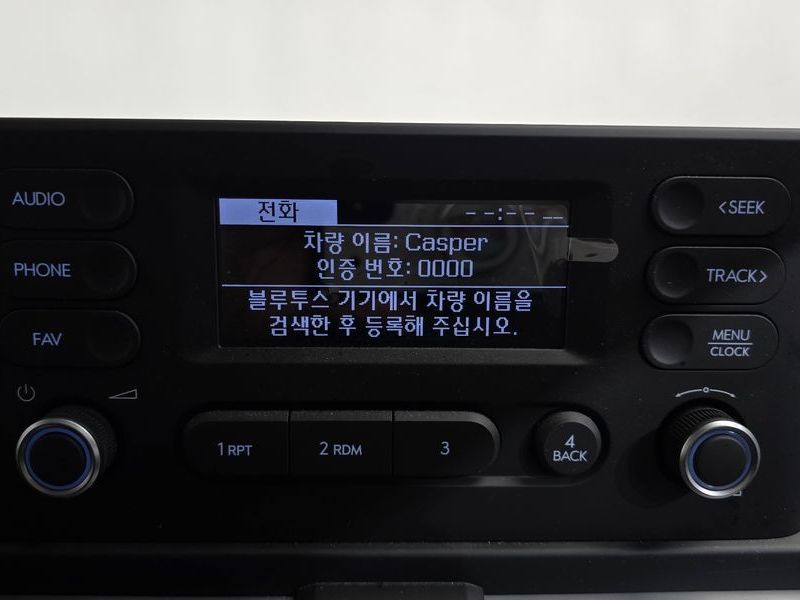 전화 --:-- --
AUDIO
차량 이름: Casper
<SEEK
인증 번호: 0000
PHONE
TRACK>
블루투스 기기에서 차량 이름을
검색한 후 등록해 주십시오.
FAV
MENU
CLOCK
1 RPT
2 RDM
3
4
BACK